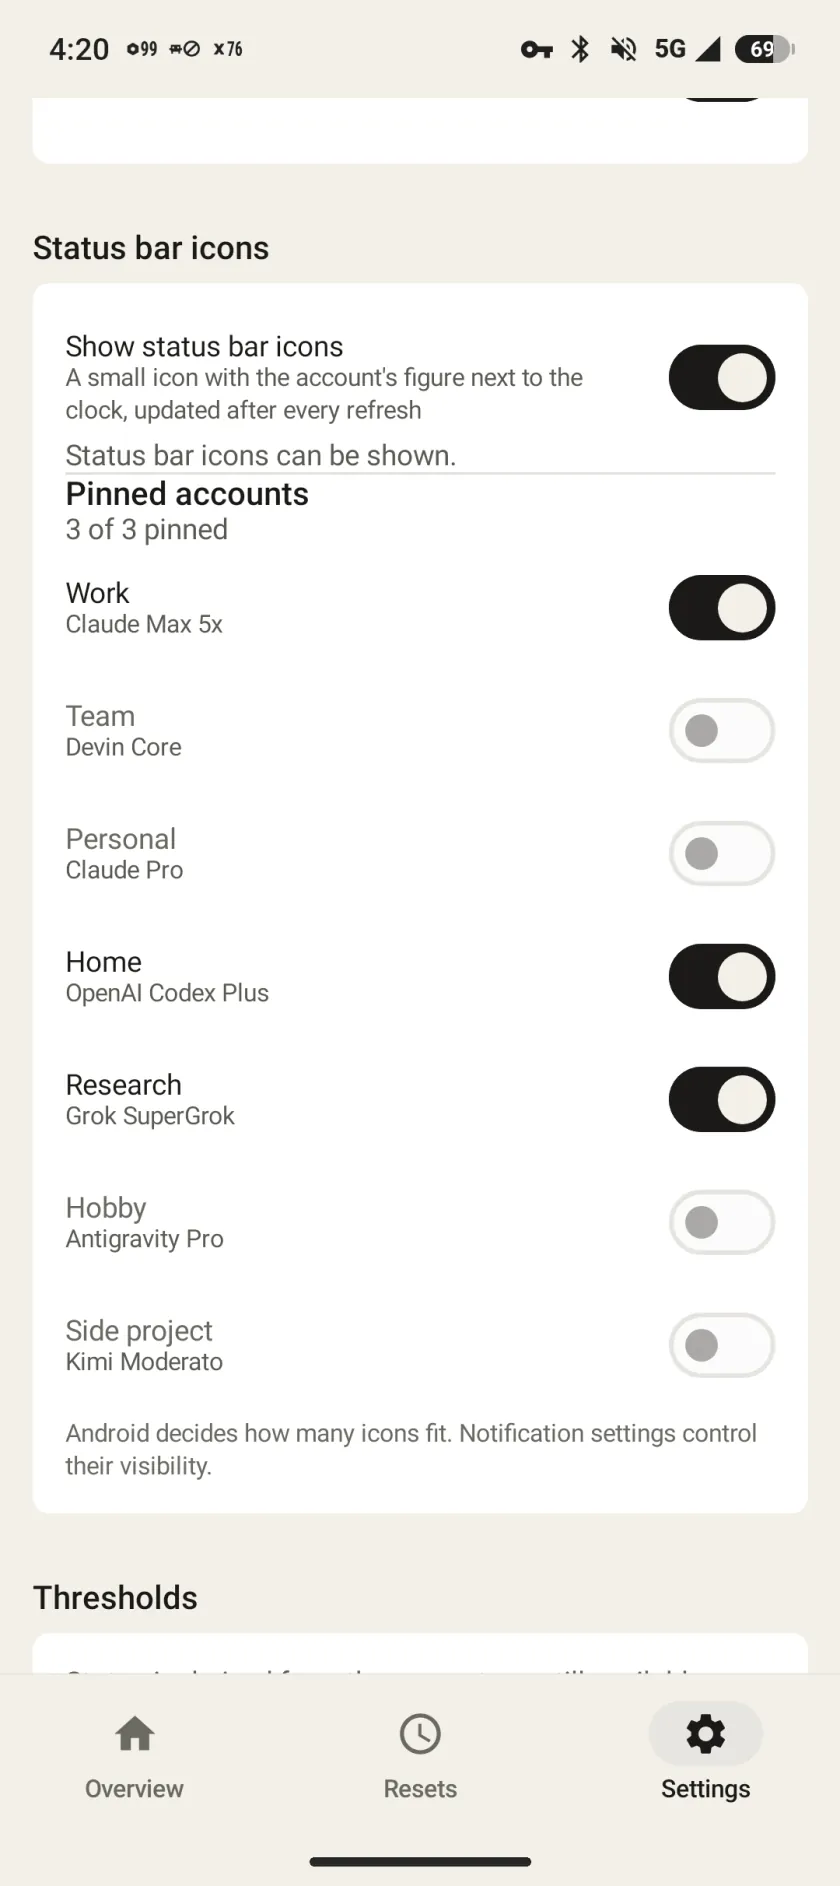 4:20 99 x 76 5G 69
Status bar icons
Show status bar icons
A small icon with the account's figure next to the
clock, updated after every refresh
Status bar icons can be shown.
Pinned accounts
3 of 3 pinned
Work
Claude Max 5x
Team
Devin Core
Personal
Claude Pro
Home
OpenAI Codex Plus
Research
Grok SuperGrok
Hobby
Antigravity Pro
Side project
Kimi Moderato
Android decides how many icons fit. Notification settings control
their visibility.
Thresholds
Overview
Resets
Settings